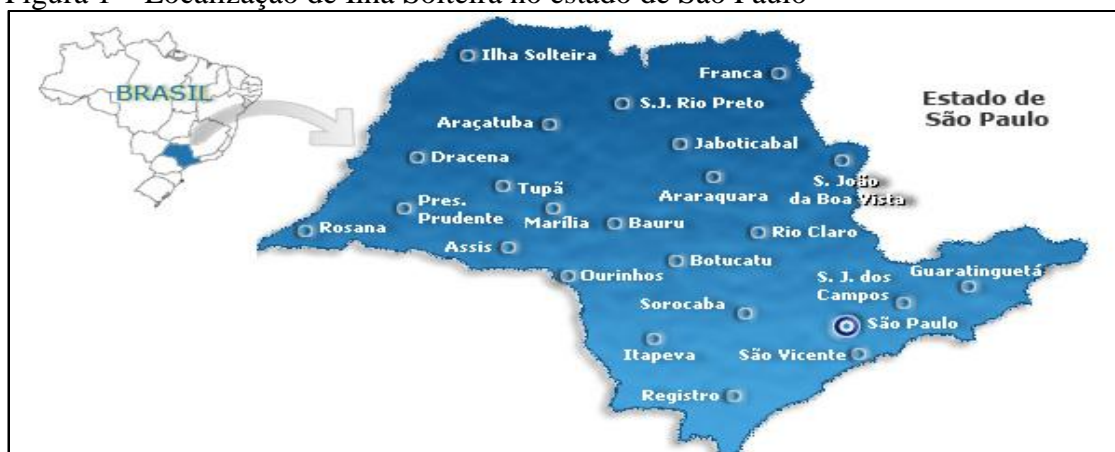 Figura 1 – Localização de Ilha Solteira no estado de São Paulo
BRASIL
Ilha Solteira
Franca
Estado de
São Paulo
S.J. Rio Preto
Araçatuba
Jaboticabal
Dracena
S. João
da Boa Vista
Tupã
Araraquara
Pres.
Prudente
Marília
Bauru
Rosana
Rio Claro
Assis
Botucatu
Ourinhos
S. J. dos
Campos
Guaratinguetá
Sorocaba
São Paulo
Itapeva
São Vicente
Registro